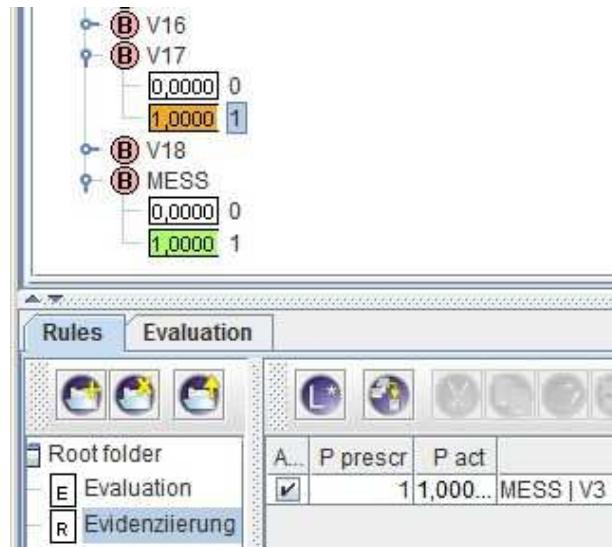 B V16
B V17
0,0000 0
1,0000 1
B V18
B MESS
0,0000 0
1,0000 1
Rules Evaluation
L*
Root folder
E Evaluation
R Evidenziierung
A... P prescr P act
1 1,000... MESS | V3